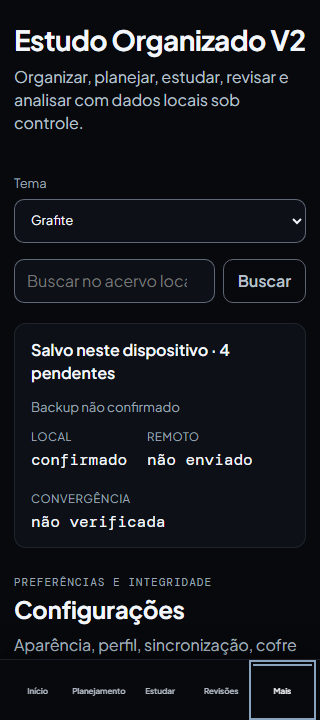 Estudo Organizado V2
Organizar, planejar, estudar, revisar e
analisar com dados locais sob
controle.
Tema
Grafite
Buscar no acervo loca
Buscar
Salvo neste dispositivo · 4
pendentes
Backup não confirmado
LOCAL
REMOTO
confirmado
não enviado
CONVERGÊNCIA
não verificada
PREFERÊNCIAS E INTEGRIDADE
Configurações
Aparência, perfil, sincronização, cofre
Início
Planejamento
Estudar
Revisões
Mais